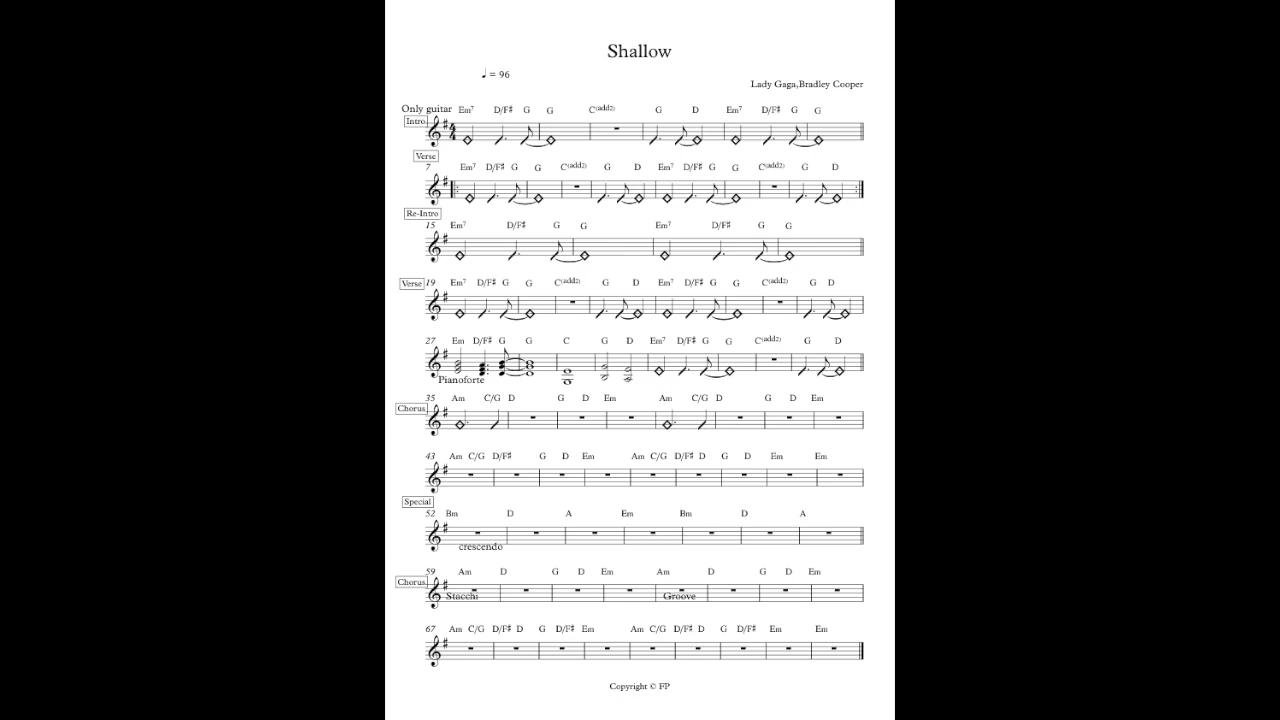 Shallow
♩ = 96
Lady Gaga,Bradley Cooper
Only guitar Em7 D/F♯ G G C(add2) G D Em7 D/F♯ G G
Intro
4/4
Verse
7 Em7 D/F♯ G G C(add2) G D Em7 D/F♯ G G C(add2) G D
Re-Intro
15 Em7 D/F♯ G G Em7 D/F♯ G G
Verse 19 Em7 D/F♯ G G C(add2) G D Em7 D/F♯ G G C(add2) G D
27 Em D/F♯ G G C G D Em7 D/F♯ G G C(add2) G D
Pianoforte
35 Am C/G D G D Em Am C/G D G D Em
Chorus
43 Am C/G D/F♯ G D Em Am C/G D/F♯ D G D Em Em
Special
52 Bm D A Em Bm D A
crescendo
59 Am D G D Em Am D G D Em
Chorus
Stacchi Groove
67 Am C/G D/F♯ D G D/F♯ Em Am C/G D/F♯ D G D/F♯ Em Em
Copyright © FP